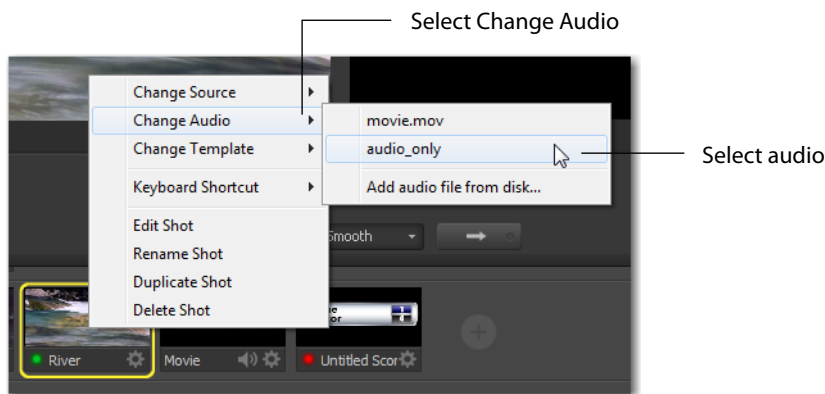 Select Change Audio
Change Source
Change Audio
Change Template
Keyboard Shortcut
Edit Shot
Rename Shot
Duplicate Shot
Delete Shot
movie.mov
audio_only
Add audio file from disk...
Select audio
Smooth
or
River
Movie
Untitled Scor